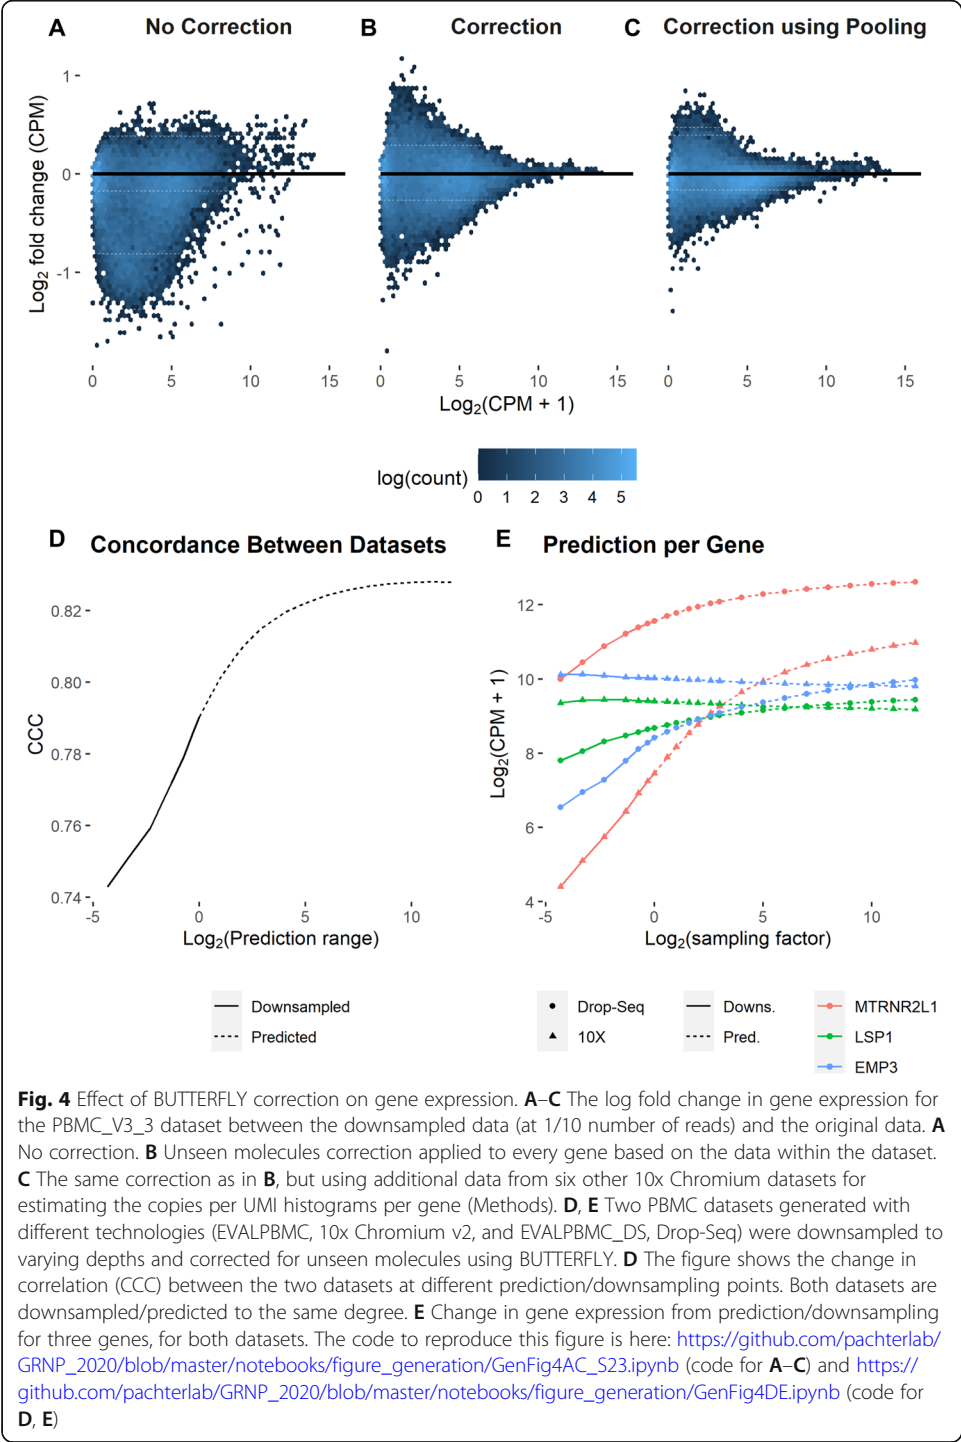 A No Correction B Correction C Correction using Pooling
Log2 fold change (CPM)
1
0
-1
0 5 10 15 0 5 10 15 0 5 10 15
Log2(CPM + 1)
log(count)
0 1 2 3 4 5
D Concordance Between Datasets
CCC
0.82
0.80
0.78
0.76
0.74
-5 0 5 10
Log2(Prediction range)
Downsampled
Predicted
E Prediction per Gene
Log2(CPM + 1)
12
10
8
6
4
-5 0 5 10
Log2(sampling factor)
Drop-Seq Downs. MTRNR2L1
10X Pred. LSP1
EMP3
Fig. 4 Effect of BUTTERFLY correction on gene expression. A–C The log fold change in gene expression for
the PBMC_V3_3 dataset between the downsampled data (at 1/10 number of reads) and the original data. A
No correction. B Unseen molecules correction applied to every gene based on the data within the dataset.
C The same correction as in B, but using additional data from six other 10x Chromium datasets for
estimating the copies per UMI histograms per gene (Methods). D, E Two PBMC datasets generated with
different technologies (EVALPBMC, 10x Chromium v2, and EVALPBMC_DS, Drop-Seq) were downsampled to
varying depths and corrected for unseen molecules using BUTTERFLY. D The figure shows the change in
correlation (CCC) between the two datasets at different prediction/downsampling points. Both datasets are
downsampled/predicted to the same degree. E Change in gene expression from prediction/downsampling
for three genes, for both datasets. The code to reproduce this figure is here: https://github.com/pachterlab/
GRNP_2020/blob/master/notebooks/figure_generation/GenFig4AC_S23.ipynb (code for A–C) and https://
github.com/pachterlab/GRNP_2020/blob/master/notebooks/figure_generation/GenFig4DE.ipynb (code for
D, E)